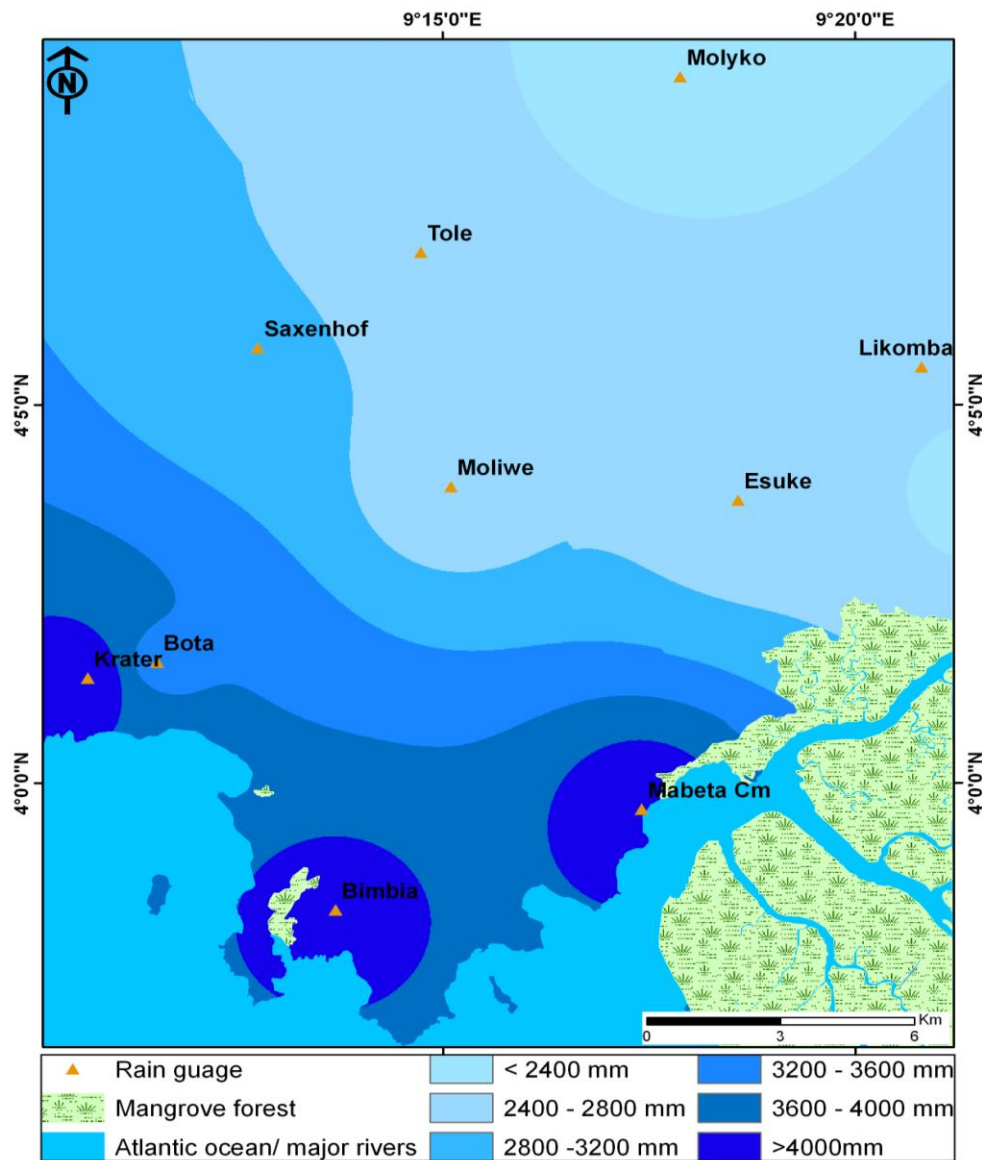 9°15'0"E 9°20'0"E
N
Molyko
Tole
Saxenhof
Likomba
4°5'0"N 4°5'0"N
Moliwe
Esuke
Bota
Krater
4°0'0"N 4°0'0"N
Mabeta Cm
Bimbia
Km
0 3 6
Rain guage < 2400 mm 3200 - 3600 mm
Mangrove forest 2400 - 2800 mm 3600 - 4000 mm
Atlantic ocean/ major rivers 2800 -3200 mm >4000mm